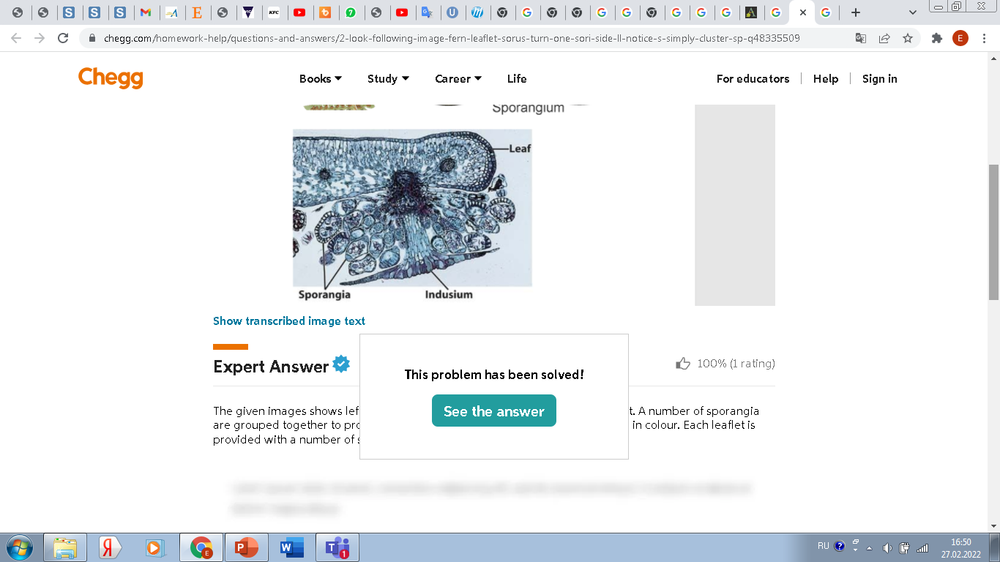 chegg.com/homework-help/questions-and-answers/2-look-following-image-fern-leaflet-sorus-turn-one-sori-side-ll-notice-s-simply-cluster-sp-q48335509
E
Chegg
Books Study Career Life For educators Help Sign in
Sporangium
Leaf
Sporangia Indusium
Show transcribed image text
Expert Answer
100% (1 rating)
This problem has been solved!
See the answer
The given images shows t. A number of sporangia
are grouped together to in colour. Each leaflet is
provided with a number of
RU
16:50
27.02.2022